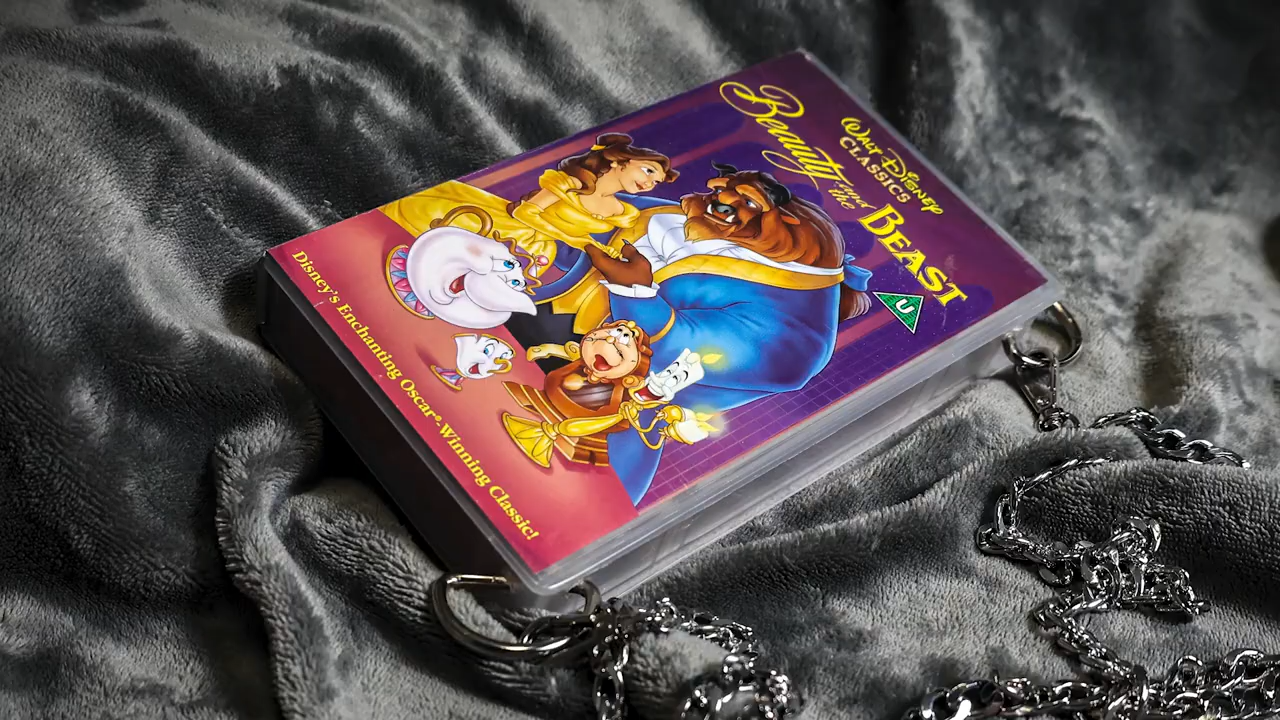 Walt Disney
Classics
Beauty and the Beast
U
Disney's Enchanting Oscar®-Winning Classic!